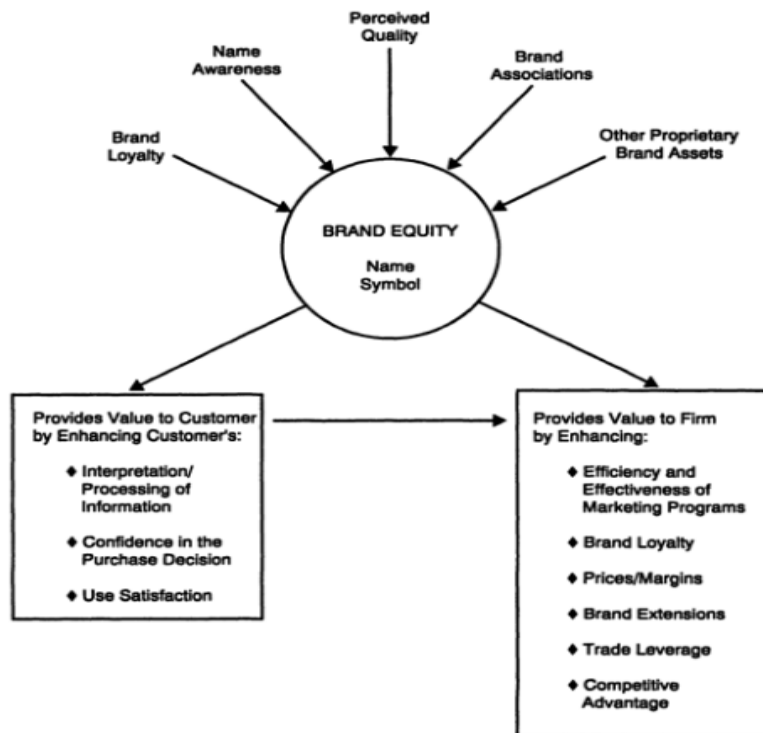 Perceived
Quality
Name
Awareness
Brand
Associations
Brand
Loyalty
Other Proprietary
Brand Assets
BRAND EQUITY
Name
Symbol
Provides Value to Customer
by Enhancing Customer's:
♦ Interpretation/
Processing of
Information
♦ Confidence in the
Purchase Decision
♦ Use Satisfaction
Provides Value to Firm
by Enhancing:
♦ Efficiency and
Effectiveness of
Marketing Programs
♦ Brand Loyalty
♦ Prices/Margins
♦ Brand Extensions
♦ Trade Leverage
♦ Competitive
Advantage